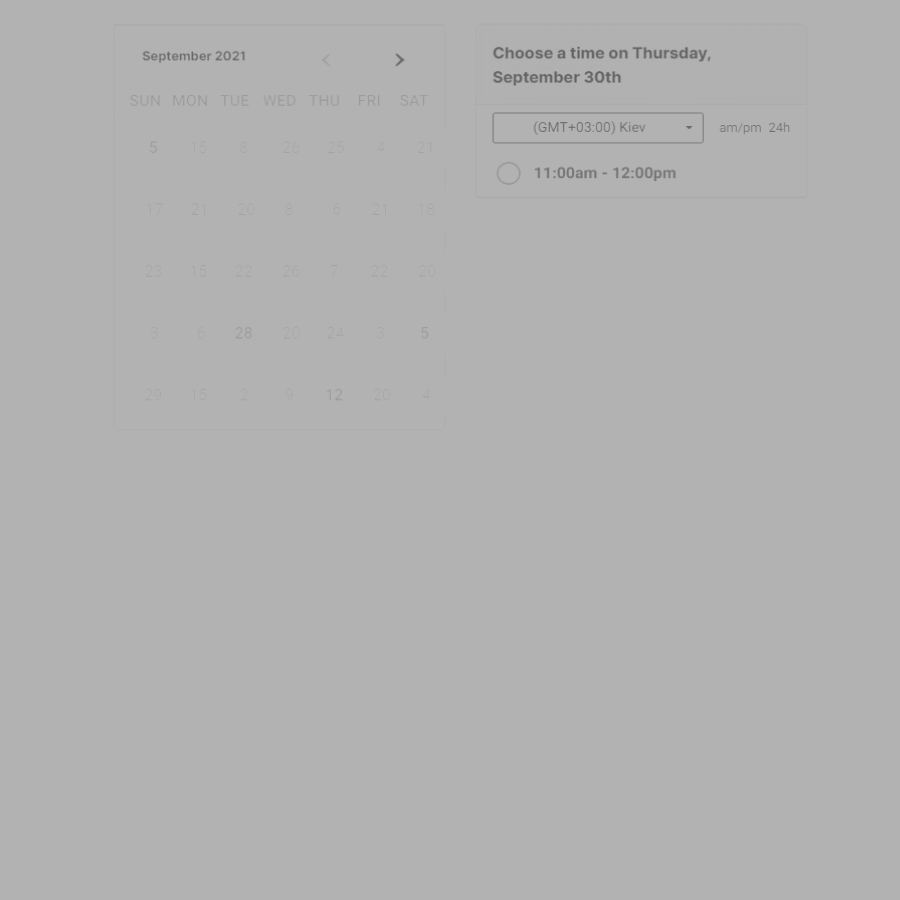 September 2021
SUN MON TUE WED THU FRI SAT
5 15 8 26 25 4 21
17 21 20 8 6 21 18
23 15 22 26 7 22 20
3 6 28 20 24 3 5
29 15 2 9 12 20 4
Choose a time on Thursday,
September 30th
(GMT+03:00) Kiev am/pm 24h
11:00am - 12:00pm